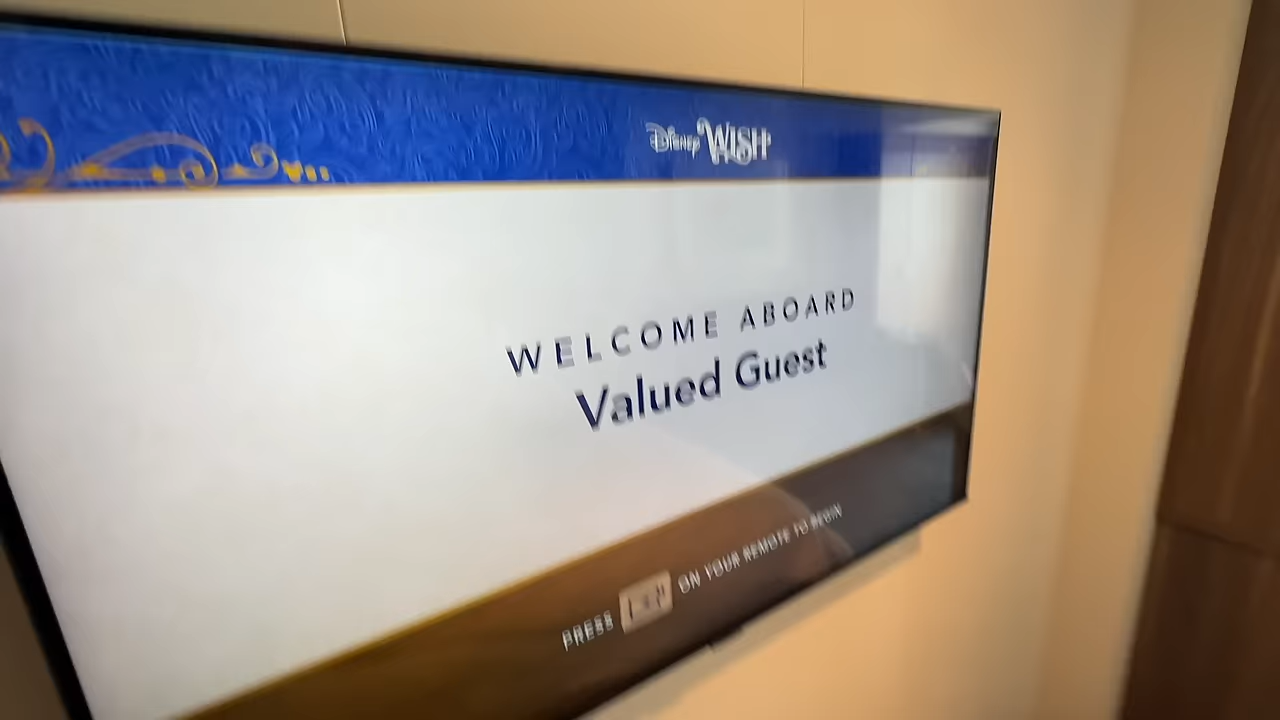 Disney WISH
WELCOME ABOARD
Valued Guest
PRESS ON YOUR REMOTE TO BEGIN